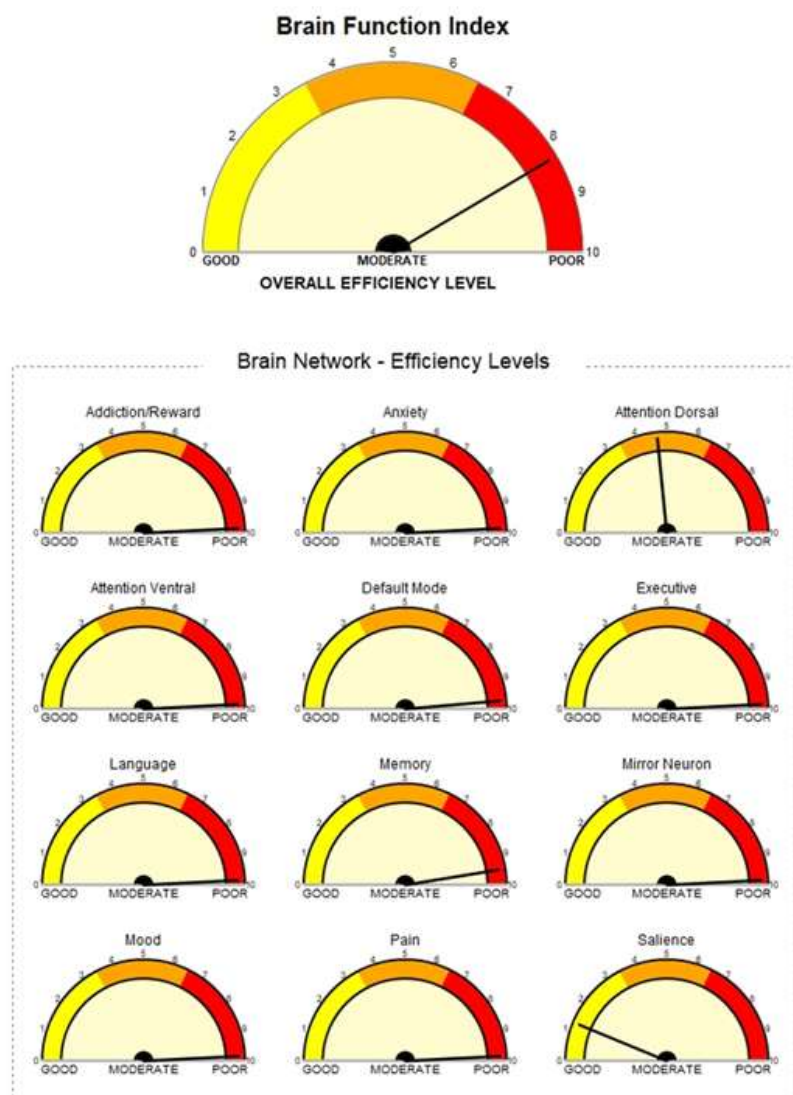 Brain Function Index
5
4 6
3 7
2 8
1 9
0 10
GOOD MODERATE POOR
OVERALL EFFICIENCY LEVEL
Brain Network - Efficiency Levels
Addiction/Reward Anxiety Attention Dorsal
GOOD MODERATE POOR GOOD MODERATE POOR GOOD MODERATE POOR
Attention Ventral Default Mode Executive
GOOD MODERATE POOR GOOD MODERATE POOR GOOD MODERATE POOR
Language Memory Mirror Neuron
GOOD MODERATE POOR GOOD MODERATE POOR GOOD MODERATE POOR
Mood Pain Salience
GOOD MODERATE POOR GOOD MODERATE POOR GOOD MODERATE POOR